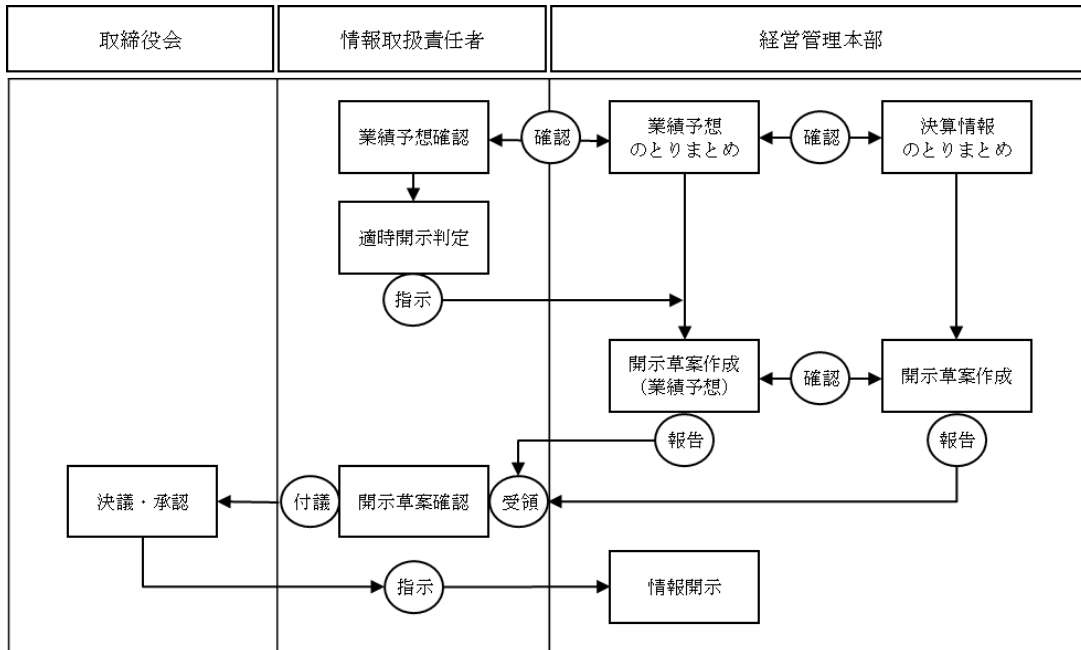 取締役会
情報取扱責任者
経営管理本部
業績予想確認
確認
業績予想
のとりまとめ
確認
決算情報
のとりまとめ
適時開示判定
指示
開示草案作成
(業績予想)
確認
開示草案作成
報告
報告
決議・承認
付議
開示草案確認
受領
指示
情報開示